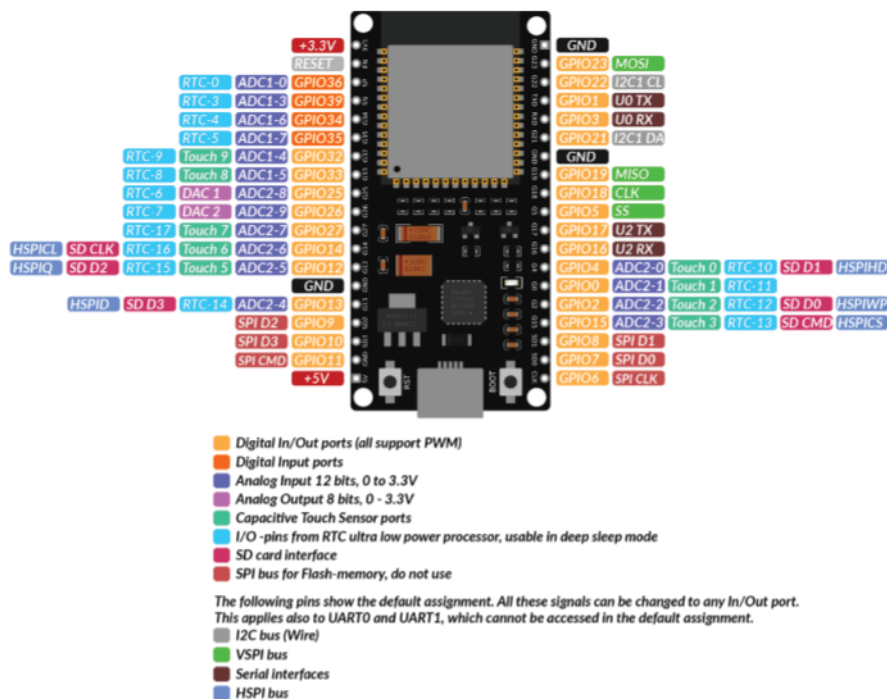 +3.3V GND
RESET GPIO23 MOSI
RTC-0 ADC1-0 GPIO36 GPIO22 I2C1 CL
RTC-1 ADC1-3 GPIO39 GPIO1 U0 TX
RTC-4 ADC1-6 GPIO34 GPIO3 U0 RX
RTC-5 ADC1-7 GPIO35 GPIO21 I2C1 DA
RTC-9 Touch 9 ADC1-4 GPIO32 GND
RTC-8 Touch 8 ADC1-5 GPIO33 GPIO19 MISO
RTC-6 DAC 1 ADC2-8 GPIO25 GPIO18 CLK
RTC-7 DAC 2 ADC2-9 GPIO26 GPIO5 SS
RTC-17 Touch 7 ADC2-7 GPIO27 GPIO17 U2 TX
HSPICL SD CLK RTC-16 Touch 6 ADC2-6 GPIO14 GPIO16 U2 RX
HSPIQ SD D2 RTC-15 Touch 5 ADC2-5 GPIO12 GPIO4 ADC2-0 Touch 0 RTC-10 SD D1 HSPIHD
GND GPIO0 ADC2-1 Touch 1 RTC-11
HSPID SD D3 RTC-14 ADC2-4 GPIO13 GPIO2 ADC2-2 Touch 2 RTC-12 SD D0 HSPIWP
SPI D2 GPIO9 GPIO15 ADC2-3 Touch 3 RTC-13 SD CMD HSPICS
SPI D3 GPIO10 GPIO8 SPI D1
SPI CMD GPIO11 GPIO7 SPI D0
+5V RST BOOT GPIO6 SPI CLK
Digital In/Out ports (all support PWM)
Digital Input ports
Analog Input 12 bits, 0 to 3.3V
Analog Output 8 bits, 0 - 3.3V
Capacitive Touch Sensor ports
I/O -pins from RTC ultra low power processor, usable in deep sleep mode
SD card interface
SPI bus for Flash-memory, do not use
The following pins show the default assignment. All these signals can be changed to any In/Out port.
This applies also to UART0 and UART1, which cannot be accessed in the default assignment.
I2C bus (Wire)
VSPI bus
Serial interfaces
HSPI bus